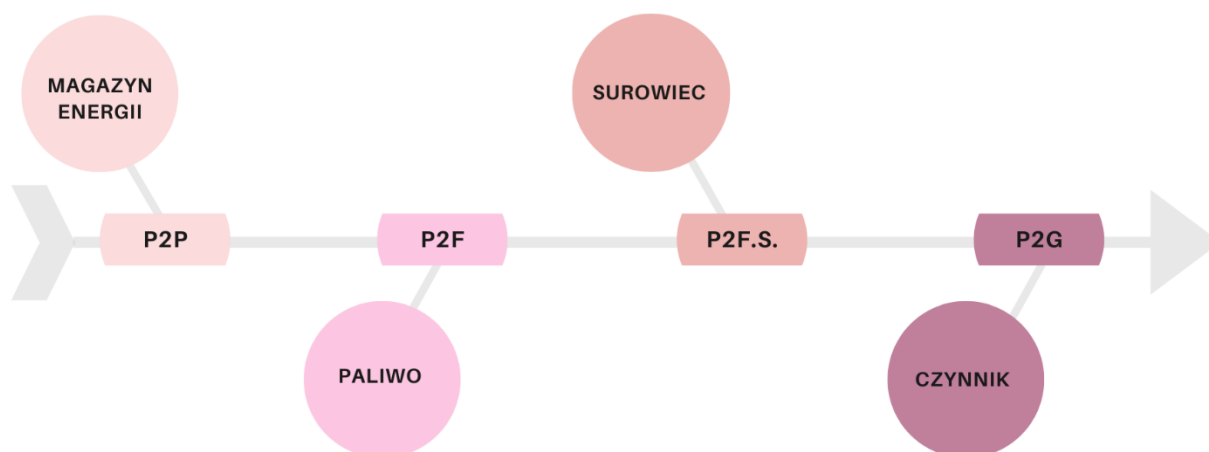 MAGAZYN
ENERGII
SUROWIEC
P2P
P2F
P2F.S.
P2G
PALIWO
CZYNNIK